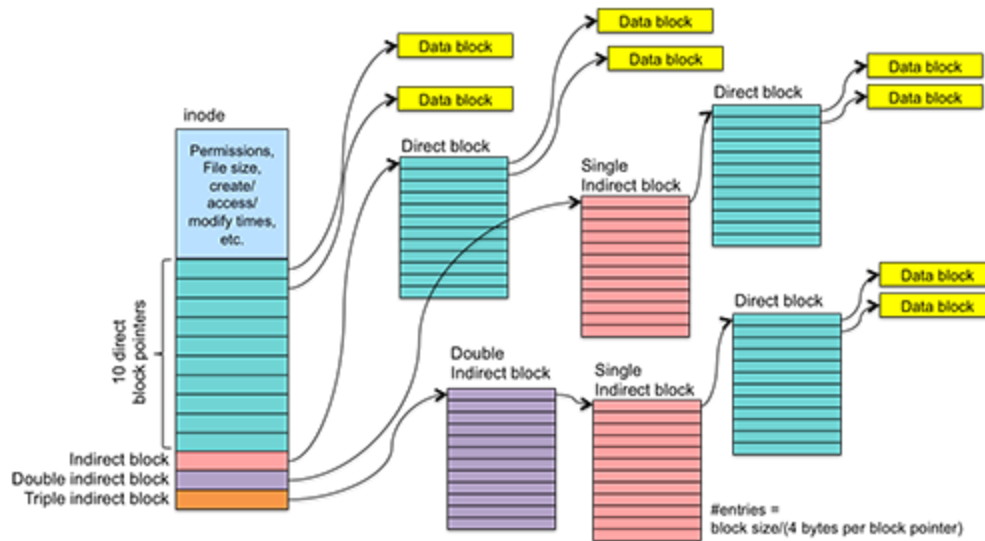 inode
Permissions,
File size,
create/
access/
modify times,
etc.
10 direct
block pointers
Indirect block
Double indirect block
Triple indirect block
Data block
Data block
Direct block
Data block
Data block
Single
Indirect block
Direct block
Data block
Data block
Double
Indirect block
Single
Indirect block
Direct block
Data block
Data block
#entries =
block size/(4 bytes per block pointer)